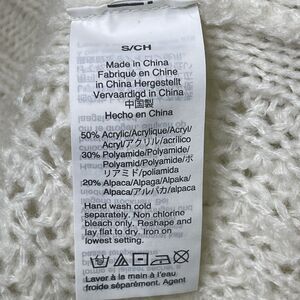 S/CH
Made in China
Fabriqué en Chine
in China Hergestellt
Vervaardigd in China
中国製
Hecho en China
50% Acrylic/Acrylique/Acryl/
Acryl/アクリル/acrílico
30% Polyamide/Polyamide/
Polyamid/Polyamide/ポ
リアミド/poliamida
20% Alpaca/Alpaga/Alpaka/
Alpaca/アルパカ/alpaca
Hand wash cold
separately. Non chlorine
bleach only. Reshape and
lay flat to dry. Iron on
lowest setting.
Laver à la main à l'eau
froide séparément. Agent